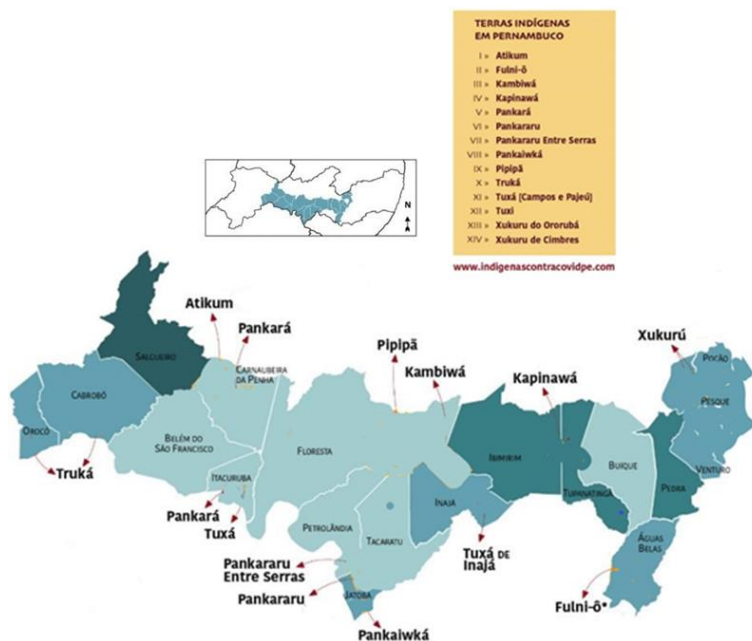 TERRAS INDÍGENAS
EM PERNAMBUCO
I » Atikum
II » Fulni-ô
III » Kambiwá
IV » Kapinawá
V » Pankará
VI » Pankararu
VII » Pankararu Entre Serras
VIII » Pankaiwká
IX » Pipipã
X » Truká
XI » Tuxá [Campos e Pajeú]
XII » Tuxi
XIII » Xukuru do Ororubá
XIV » Xukuru de Cimbres
www.indigenascontracovidpe.com
N
Atikum
Pankará
Pipipã
Kambiwá
Kapinawá
Xukurú
Salgueiro
Carnaubeira
da Penha
Poção
Pesque
Cabrobó
Orocó
Belém do
São Francisco
Floresta
Ibimirim
Buique
Venturo
Truká
Itacuruba
Inajá
Tupanatinga
Pedra
Pankará
Tuxá
Petrolândia
Tacaratu
Águas
Belas
Tuxá de
Inajá
Pankararu
Entre Serras
Pankararu
Jatobá
Pankaiwká
Fulni-ô*